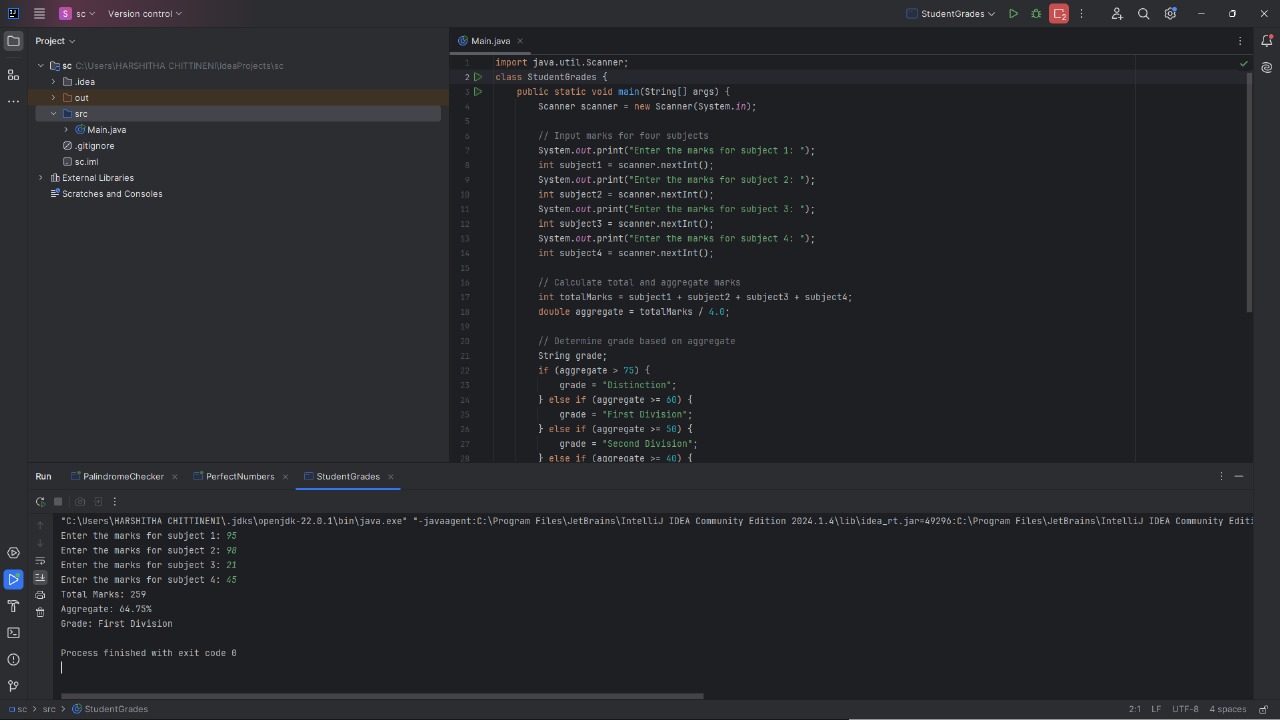 S sc Version control StudentGrades 2
Project Main.java
sc C:\Users\HARSHITHA CHITTINENI\IdeaProjects\sc
.idea
out
src
Main.java
.gitignore
sc.iml
External Libraries
Scratches and Consoles
1 import java.util.Scanner;
2 class StudentGrades {
3 public static void main(String[] args) {
4 Scanner scanner = new Scanner(System.in);
5
6 // Input marks for four subjects
7 System.out.print("Enter the marks for subject 1: ");
8 int subject1 = scanner.nextInt();
9 System.out.print("Enter the marks for subject 2: ");
10 int subject2 = scanner.nextInt();
11 System.out.print("Enter the marks for subject 3: ");
12 int subject3 = scanner.nextInt();
13 System.out.print("Enter the marks for subject 4: ");
14 int subject4 = scanner.nextInt();
15
16 // Calculate total and aggregate marks
17 int totalMarks = subject1 + subject2 + subject3 + subject4;
18 double aggregate = totalMarks / 4.0;
19
20 // Determine grade based on aggregate
21 String grade;
22 if (aggregate > 75) {
23 grade = "Distinction";
24 } else if (aggregate >= 60) {
25 grade = "First Division";
26 } else if (aggregate >= 50) {
27 grade = "Second Division";
28 } else if (aggregate >= 40) {
Run PalindromeChecker PerfectNumbers StudentGrades
"C:\Users\HARSHITHA CHITTINENI\.jdks\openjdk-22.0.1\bin\java.exe" "-javaagent:C:\Program Files\JetBrains\IntelliJ IDEA Community Edition 2024.1.4\lib\idea_rt.jar=49296:C:\Program Files\JetBrains\IntelliJ IDEA Community Editi
Enter the marks for subject 1: 95
Enter the marks for subject 2: 98
Enter the marks for subject 3: 21
Enter the marks for subject 4: 45
Total Marks: 259
Aggregate: 64.75%
Grade: First Division
Process finished with exit code 0
sc > src > StudentGrades 2:1 LF UTF-8 4 spaces